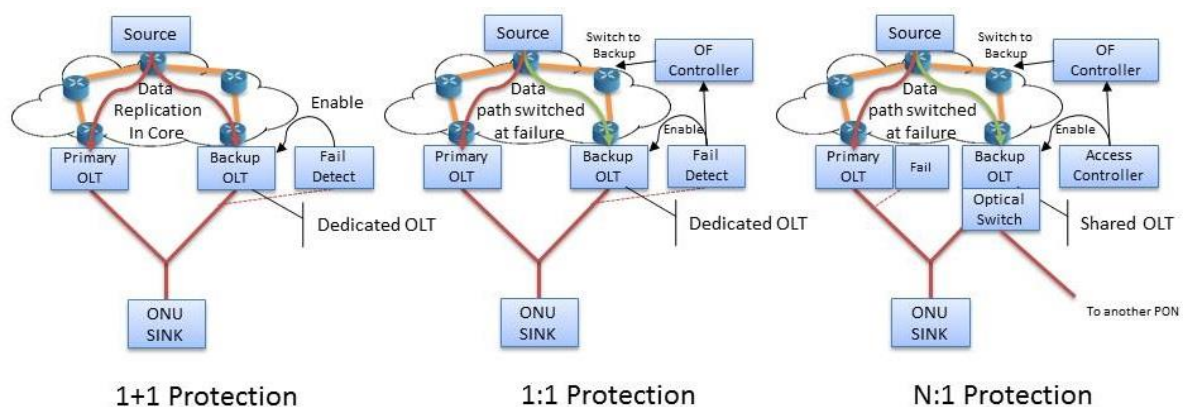 Source
Data
Replication
In Core
Enable
Primary
OLT
Backup
OLT
Fail
Detect
Dedicated OLT
ONU
SINK
1+1 Protection
Source
Switch to
Backup
OF
Controller
Data
path switched
at failure
Enable
Primary
OLT
Backup
OLT
Fail
Detect
Dedicated OLT
ONU
SINK
1:1 Protection
Source
Switch to
Backup
OF
Controller
Data
path switched
at failure
Enable
Primary
OLT
Fail
Backup
OLT
Access
Controller
Optical
Switch
Shared OLT
ONU
SINK
To another PON
N:1 Protection